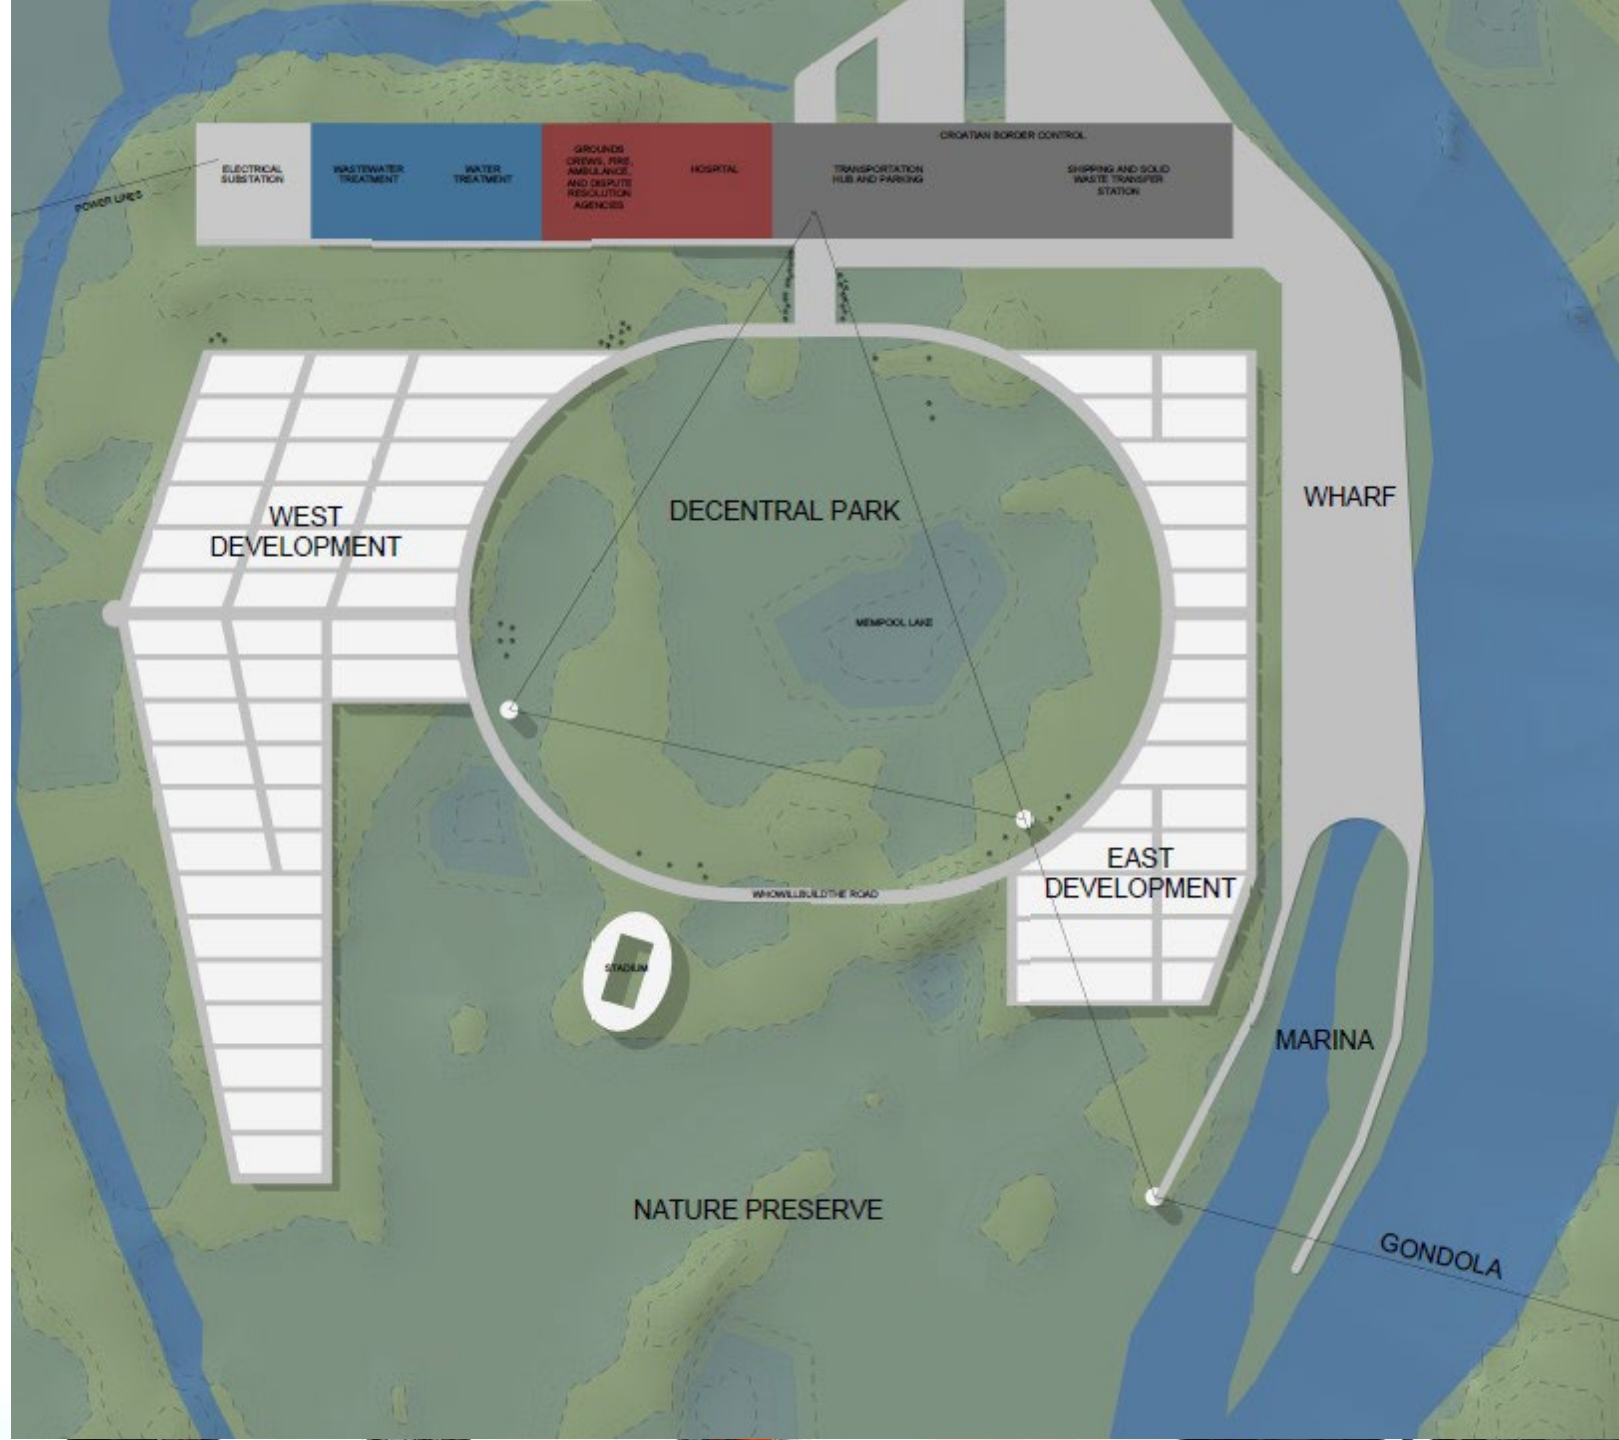 CROATIAN BORDER CONTROL
ELECTRICAL
SUBSTATION
WASTEWATER
TREATMENT
WATER
TREATMENT
GROUNDS
CREWS, FIRE,
AMBULANCE,
AND DISPUTE
RESOLUTION
AGENCIES
HOSPITAL
TRANSPORTATION
HUB AND PARKING
SHIPPING AND SOLID
WASTE TRANSFER
STATION
POWER LINES
WEST
DEVELOPMENT
DECENTRAL PARK
WHARF
MEMPOOL LAKE
EAST
DEVELOPMENT
WHOWILLBUILDTHE ROAD
STADIUM
MARINA
NATURE PRESERVE
GONDOLA